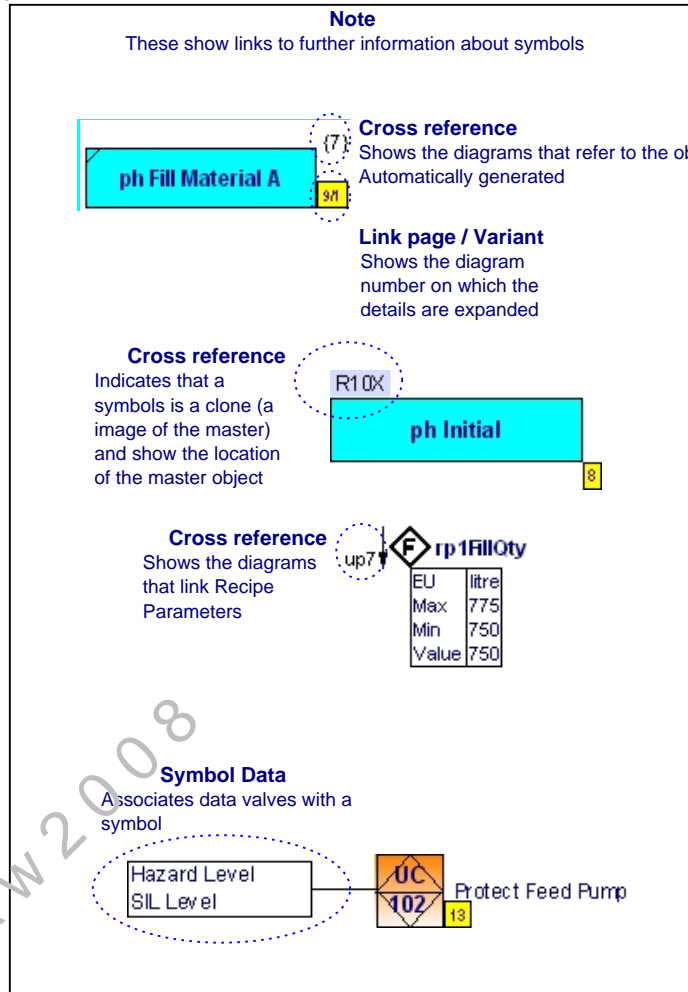 Note
These show links to further information about symbols
Cross reference
{7}
Shows the diagrams that refer to the ob
Automatically generated
ph Fill Material A
9/1
Link page / Variant
Shows the diagram
number on which the
details are expanded
Cross reference
Indicates that a
symbols is a clone (a
image of the master)
and show the location
of the master object
R10X
ph Initial
8
Cross reference
Shows the diagrams
that link Recipe
Parameters
up7
F
rp1FillQty
EU litre
Max 775
Min 750
Value 750
Symbol Data
Associates data valves with a
symbol
Hazard Level
SIL Level
UC
102
13
Protect Feed Pump
w2008